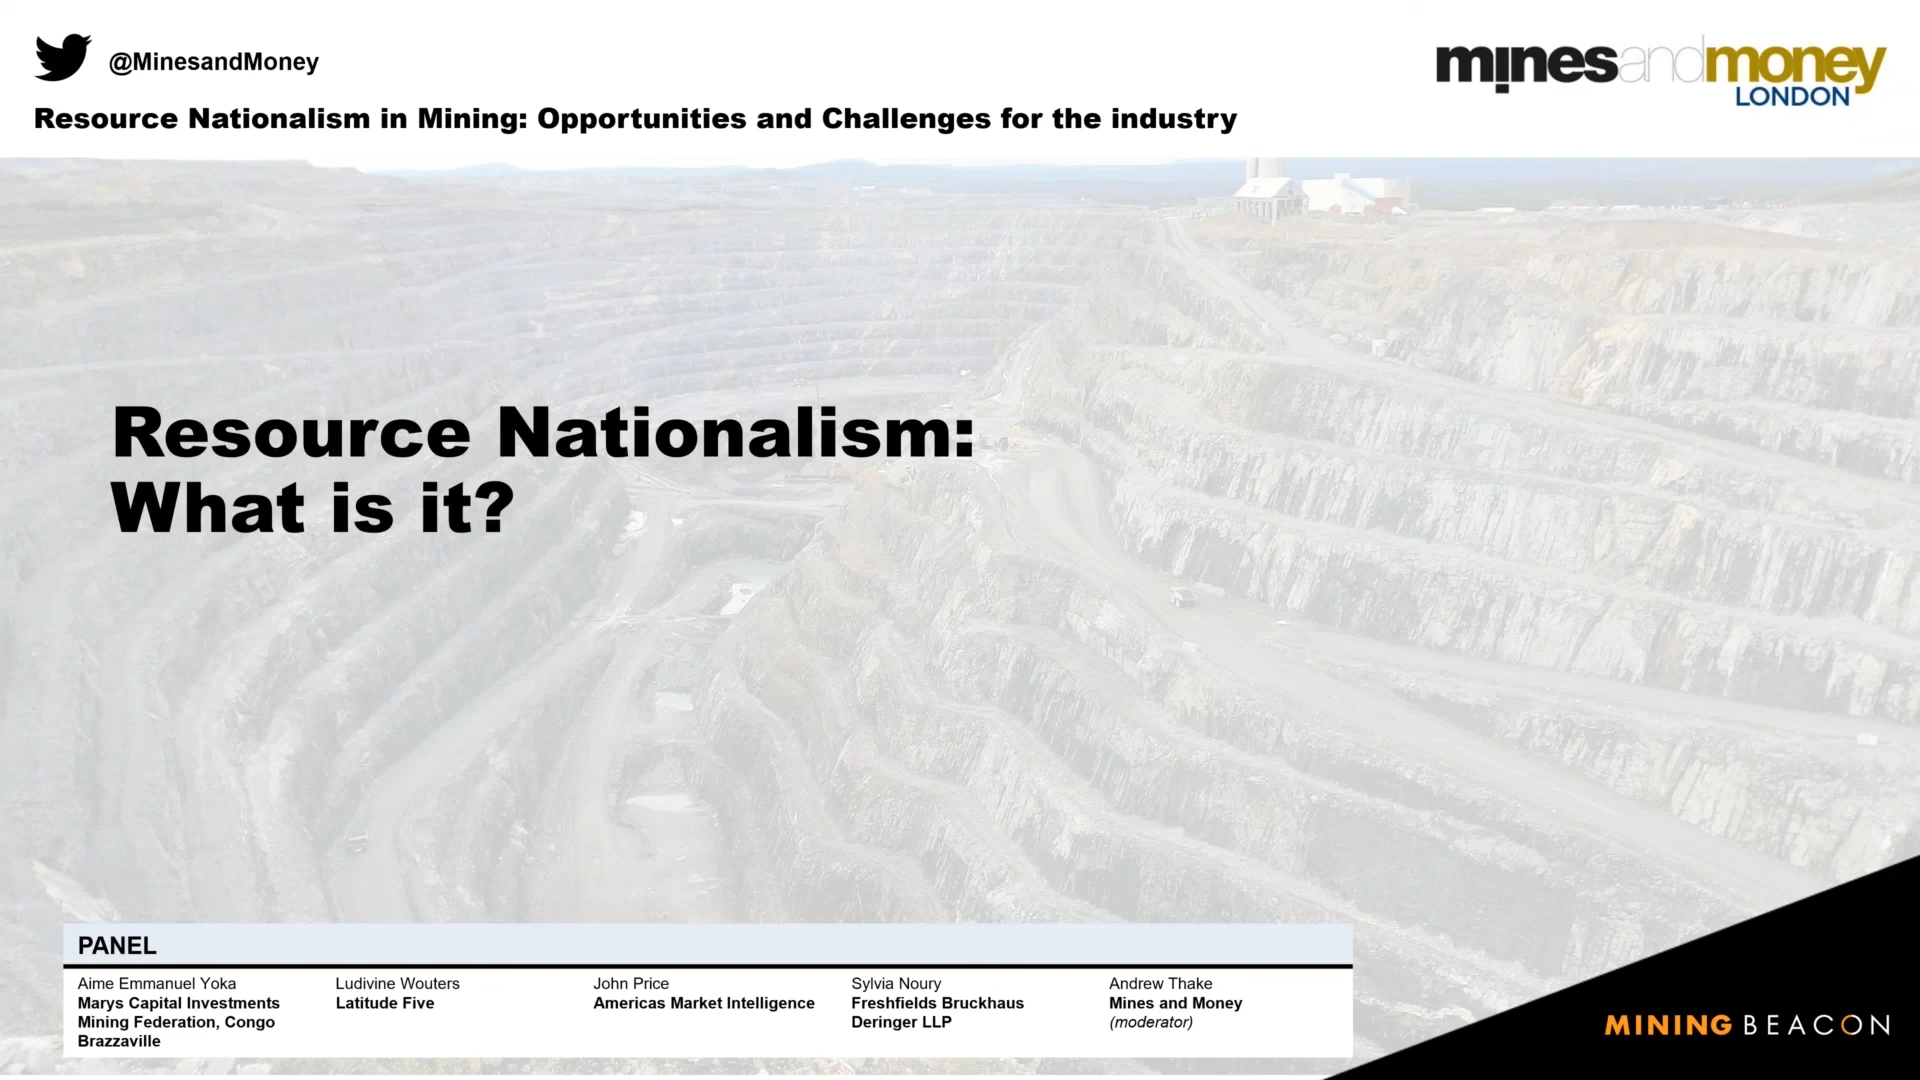 @MinesandMoney
minesandmoney
LONDON
Resource Nationalism in Mining: Opportunities and Challenges for the industry
Resource Nationalism:
What is it?
PANEL
Aime Emmanuel Yoka
Marys Capital Investments
Mining Federation, Congo
Brazzaville
Ludivine Wouters
Latitude Five
John Price
Americas Market Intelligence
Sylvia Noury
Freshfields Bruckhaus
Deringer LLP
Andrew Thake
Mines and Money
(moderator)
MINING BEACON